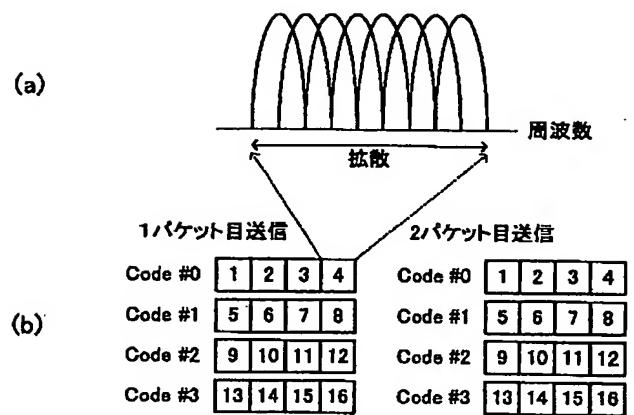 (a)
周波数
拡散
1パケット目送信 2パケット目送信
(b)
Code #0 1 2 3 4 Code #0 1 2 3 4
Code #1 5 6 7 8 Code #1 5 6 7 8
Code #2 9 10 11 12 Code #2 9 10 11 12
Code #3 13 14 15 16 Code #3 13 14 15 16